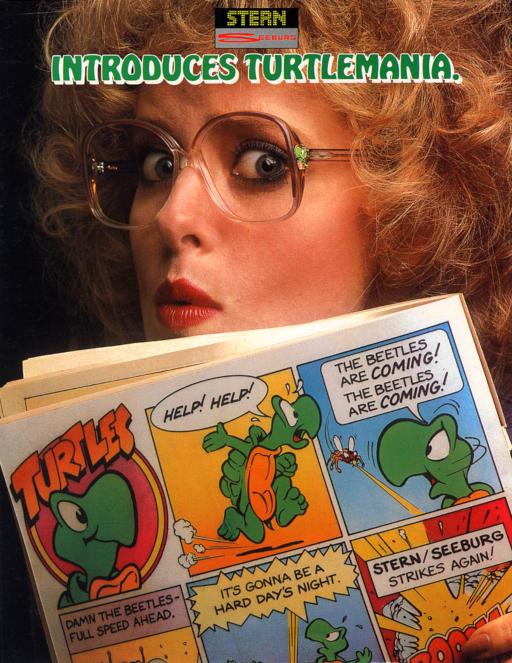 STERN
SEEBURG
INTRODUCES TURTLEMANIA.
TURTLES
HELP! HELP!
THE BEETLES
ARE COMING!
THE BEETLES
ARE COMING!
DAMN THE BEETLES-
FULL SPEED AHEAD.
IT'S GONNA BE A
HARD DAY'S NIGHT.
STERN/SEEBURG
STRIKES AGAIN!